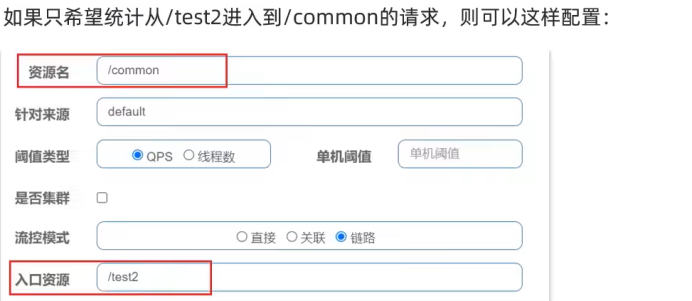 如果只希望统计从/test2进入到/common的请求，则可以这样配置：
资源名 /common
针对来源 default
阈值类型 QPS 线程数 单机阈值 单机阈值
是否集群
流控模式 直接 关联 链路
入口资源 /test2